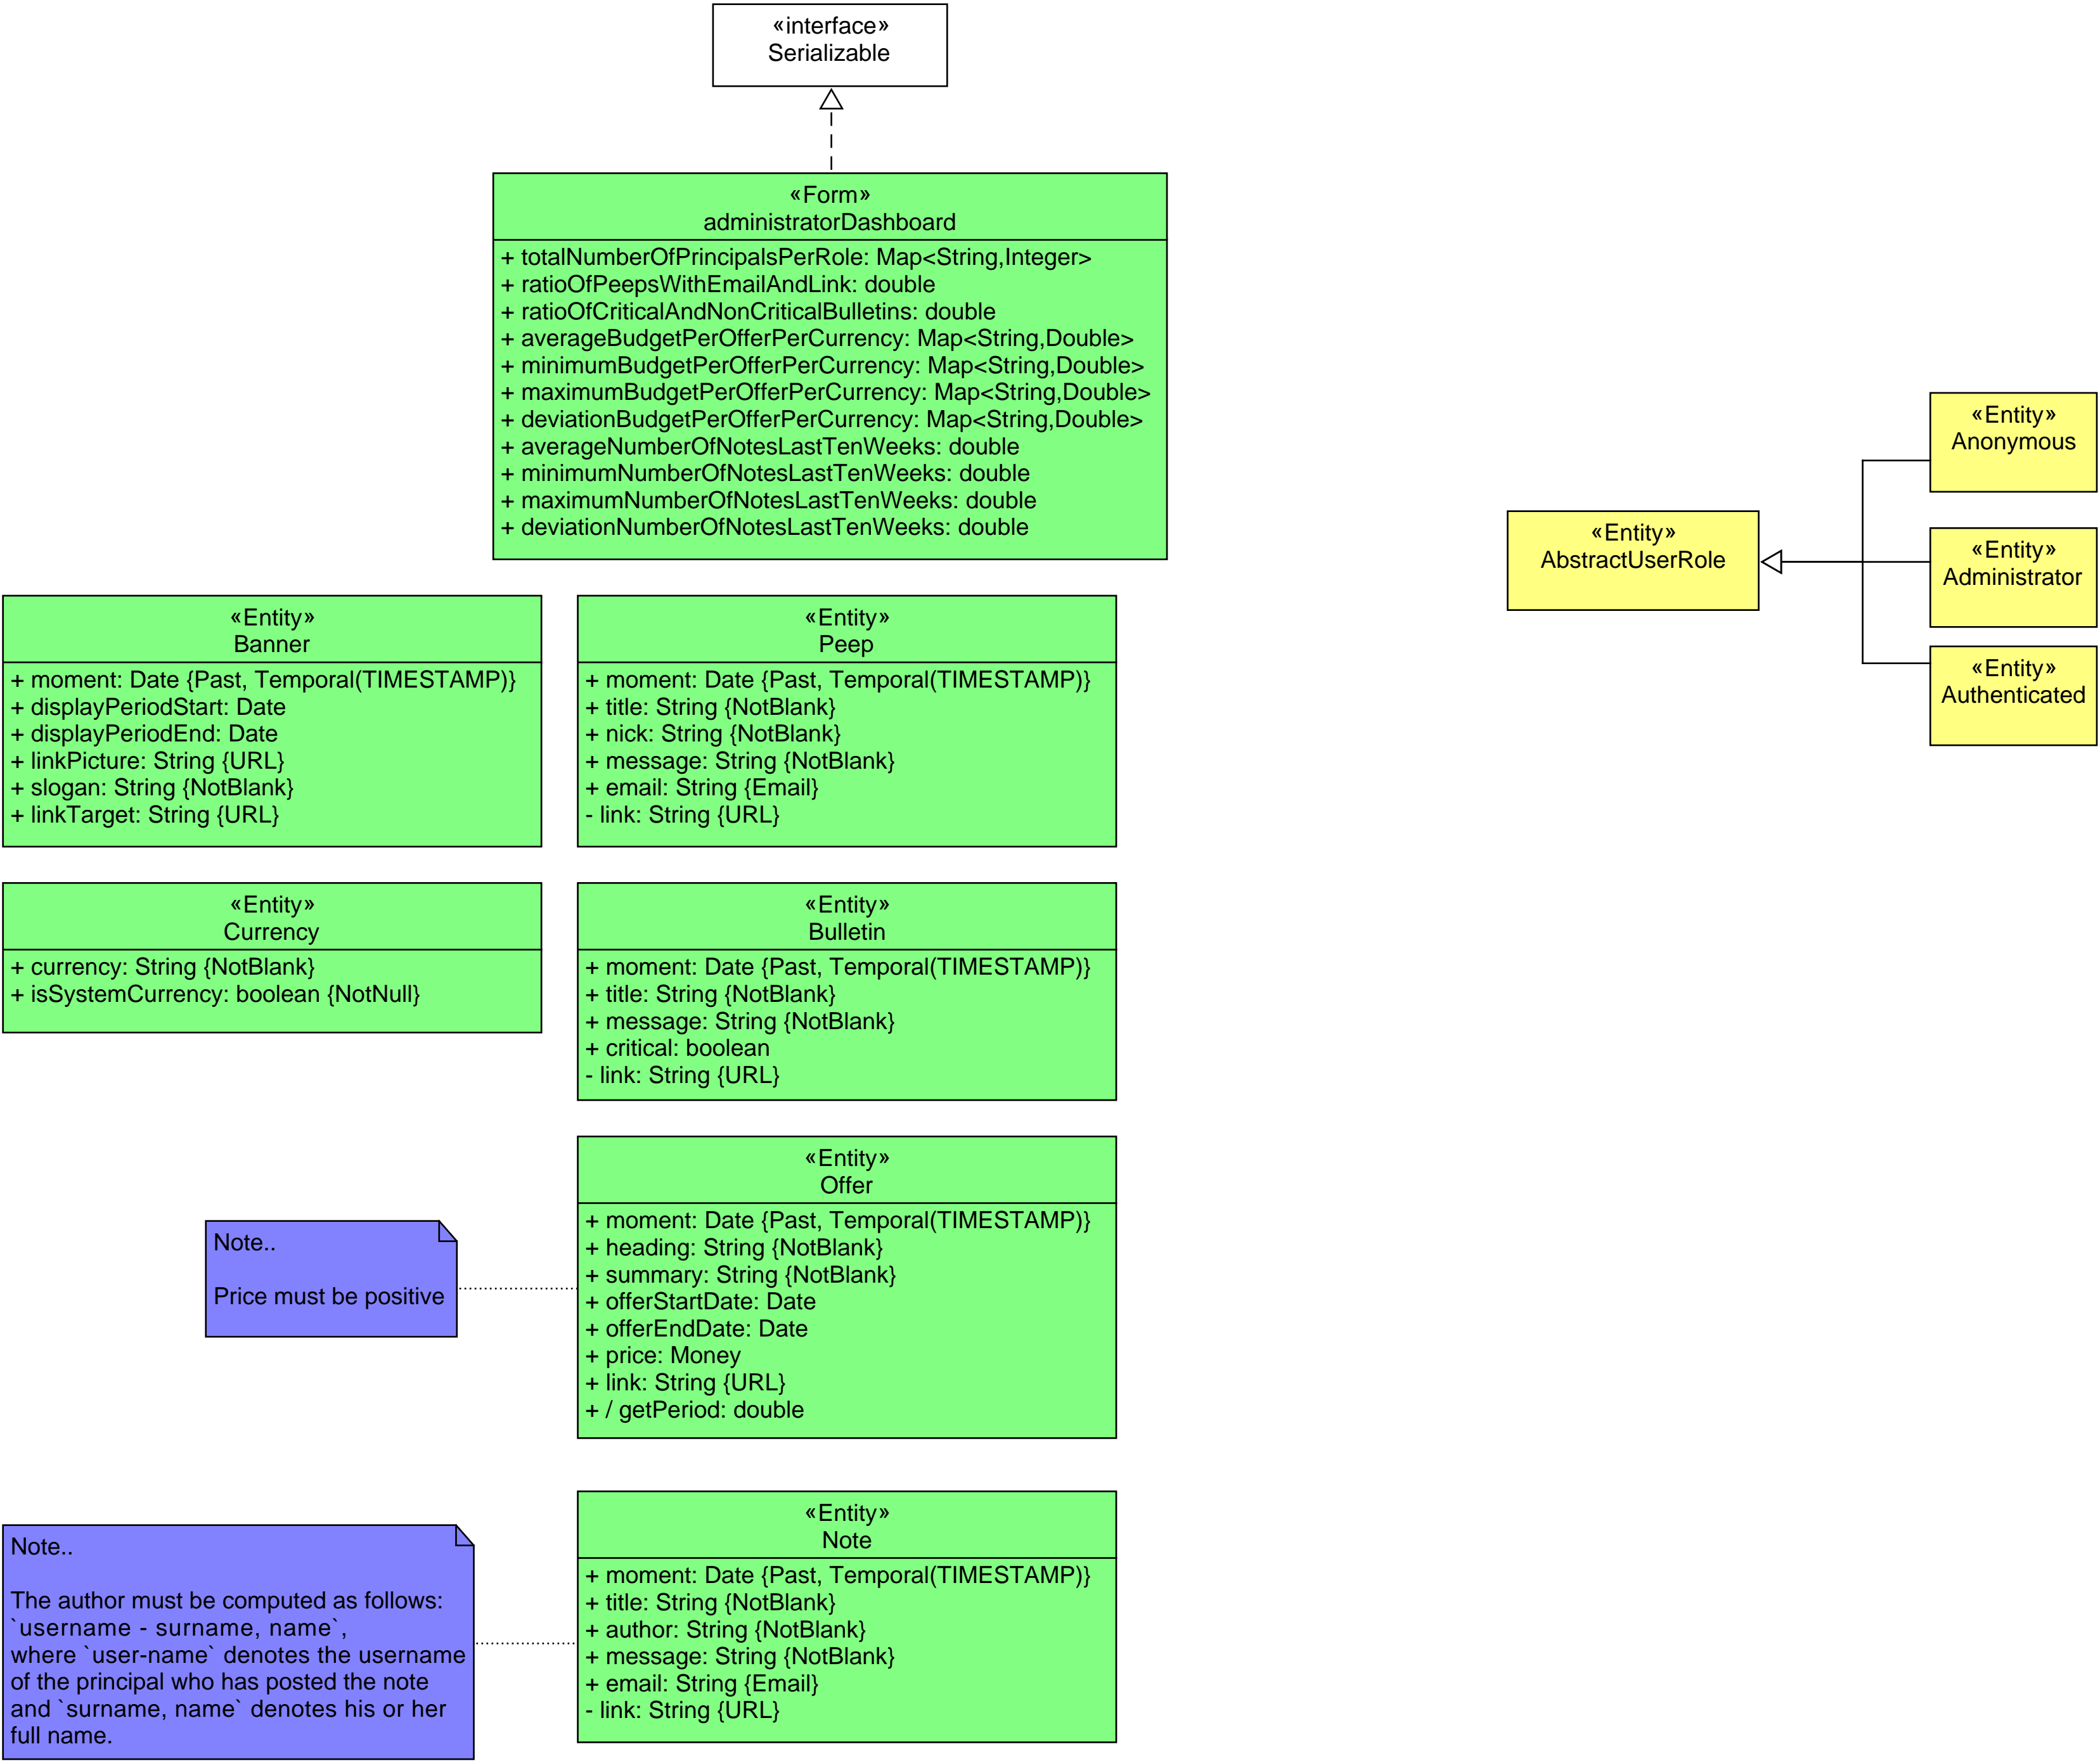 «interface»
Serializable
«Form»
administratorDashboard
+ totalNumberOfPrincipalsPerRole: Map<String,Integer>
+ ratioOfPeepsWithEmailAndLink: double
+ ratioOfCriticalAndNonCriticalBulletins: double
+ averageBudgetPerOfferPerCurrency: Map<String,Double>
+ minimumBudgetPerOfferPerCurrency: Map<String,Double>
+ maximumBudgetPerOfferPerCurrency: Map<String,Double>
+ deviationBudgetPerOfferPerCurrency: Map<String,Double>
+ averageNumberOfNotesLastTenWeeks: double
+ minimumNumberOfNotesLastTenWeeks: double
+ maximumNumberOfNotesLastTenWeeks: double
+ deviationNumberOfNotesLastTenWeeks: double
«Entity»
Anonymous
«Entity»
AbstractUserRole
«Entity»
Administrator
«Entity»
Authenticated
«Entity»
Banner
+ moment: Date {Past, Temporal(TIMESTAMP)}
+ displayPeriodStart: Date
+ displayPeriodEnd: Date
+ linkPicture: String {URL}
+ slogan: String {NotBlank}
+ linkTarget: String {URL}
«Entity»
Peep
+ moment: Date {Past, Temporal(TIMESTAMP)}
+ title: String {NotBlank}
+ nick: String {NotBlank}
+ message: String {NotBlank}
+ email: String {Email}
- link: String {URL}
«Entity»
Currency
+ currency: String {NotBlank}
+ isSystemCurrency: boolean {NotNull}
«Entity»
Bulletin
+ moment: Date {Past, Temporal(TIMESTAMP)}
+ title: String {NotBlank}
+ message: String {NotBlank}
+ critical: boolean
- link: String {URL}
Note..
Price must be positive
«Entity»
Offer
+ moment: Date {Past, Temporal(TIMESTAMP)}
+ heading: String {NotBlank}
+ summary: String {NotBlank}
+ offerStartDate: Date
+ offerEndDate: Date
+ price: Money
+ link: String {URL}
+ / getPeriod: double
Note..
The author must be computed as follows:
`username - surname, name`,
where `user-name` denotes the username
of the principal who has posted the note
and `surname, name` denotes his or her
full name.
«Entity»
Note
+ moment: Date {Past, Temporal(TIMESTAMP)}
+ title: String {NotBlank}
+ author: String {NotBlank}
+ message: String {NotBlank}
+ email: String {Email}
- link: String {URL}